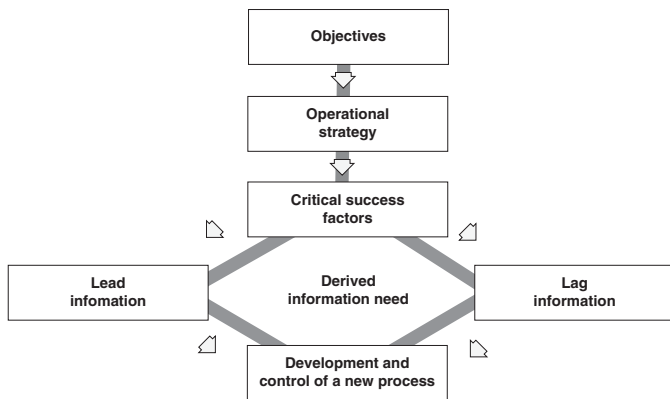 Objectives
Operational
strategy
Critical success
factors
Lead
infomation
Derived
information need
Lag
information
Development and
control of a new process